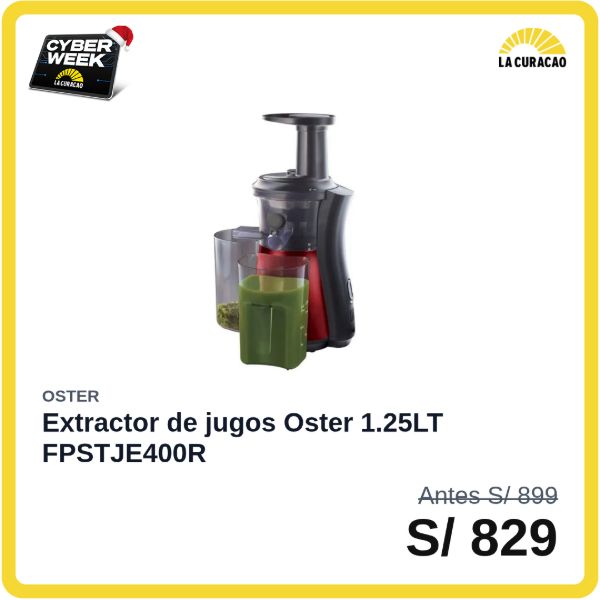 CYBER
WEEK
LA CURACAO
LA CURACAO
OSTER
Extractor de jugos Oster 1.25LT
FPSTJE400R
Antes S/ 899
S/ 829